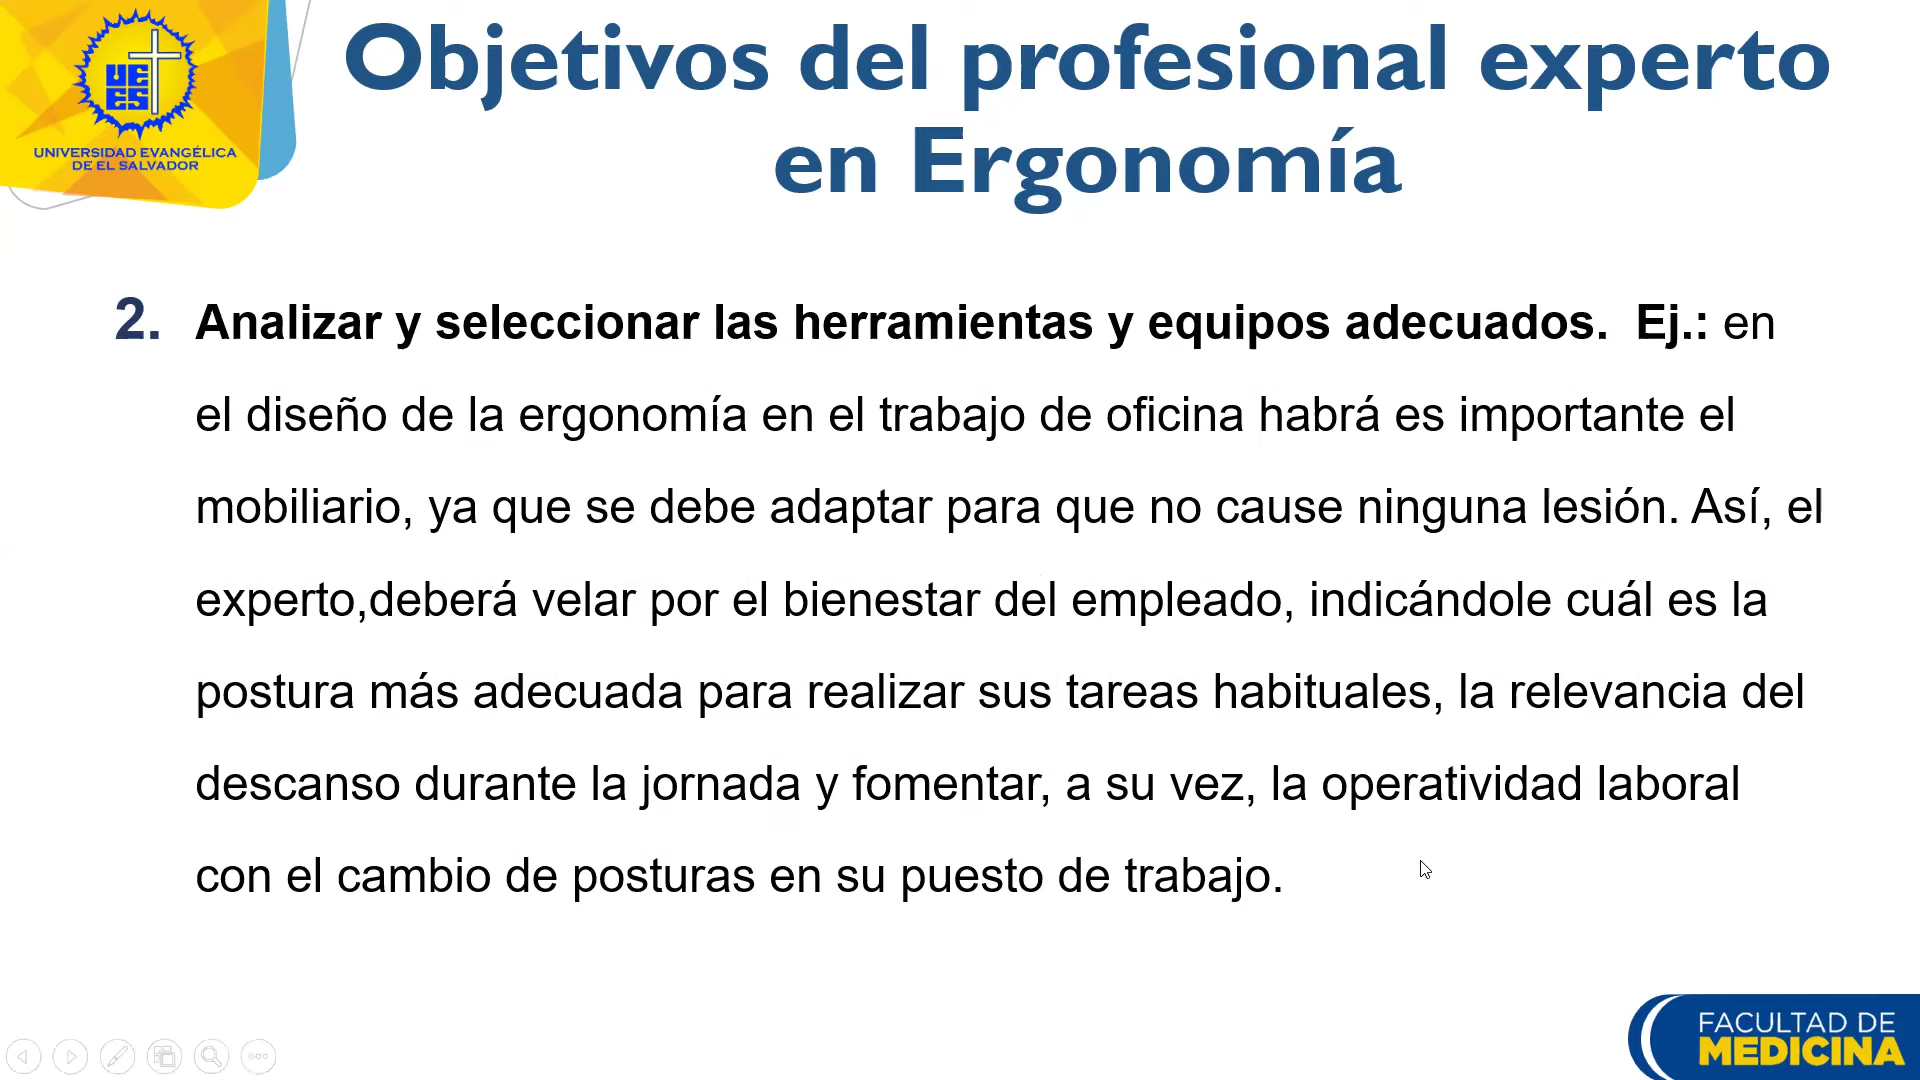 UE
ES
UNIVERSIDAD EVANGÉLICA
DE EL SALVADOR
Objetivos del profesional experto
en Ergonomía
2. Analizar y seleccionar las herramientas y equipos adecuados. Ej.: en
el diseño de la ergonomía en el trabajo de oficina habrá es importante el
mobiliario, ya que se debe adaptar para que no cause ninguna lesión. Así, el
experto,deberá velar por el bienestar del empleado, indicándole cuál es la
postura más adecuada para realizar sus tareas habituales, la relevancia del
descanso durante la jornada y fomentar, a su vez, la operatividad laboral
con el cambio de posturas en su puesto de trabajo.
FACULTAD DE
MEDICINA